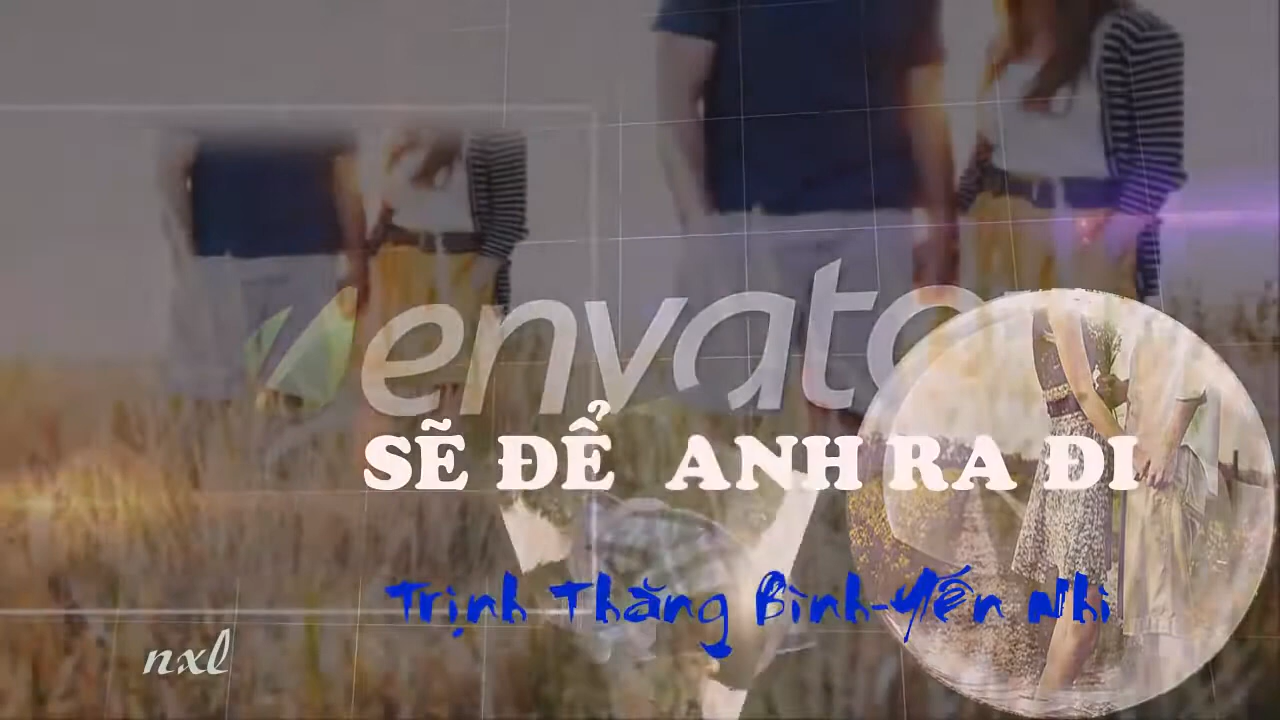 envato
SẼ ĐỂ ANH RA ĐI
Trịnh Thăng Bình-Yến Nhi
nxl